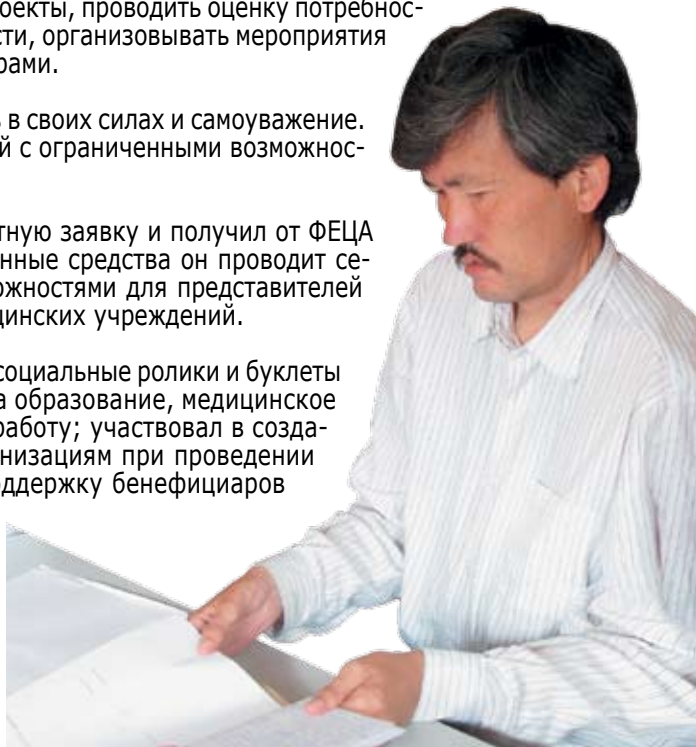 оекты, проводить оценку потребнос-
сти, организовывать мероприятия
рами.
в своих силах и самоуважение.
й с ограниченными возможнос-
тную заявку и получил от ФЕЦА
нные средства он проводит се-
ожностями для представителей
цинских учреждений.
социальные ролики и буклеты
а образование, медицинское
работу; участвовал в созда-
низациям при проведении
оддержку бенефициаров